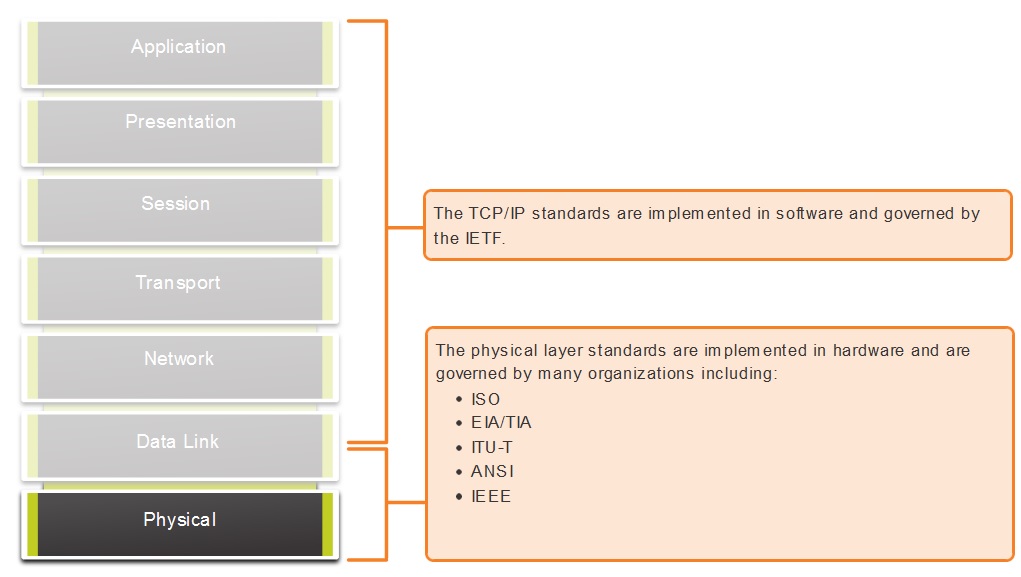 Application
Presentation
Session
Transport
Network
Data Link
Physical
The TCP/IP standards are implemented in software and governed by
the IETF.
The physical layer standards are implemented in hardware and are
governed by many organizations including:
• ISO
• EIA/TIA
• ITU-T
• ANSI
• IEEE